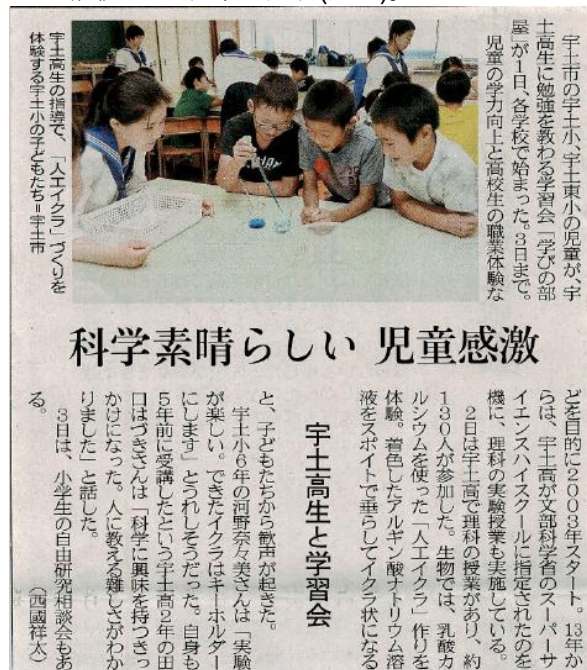 宇土市の宇土小、宇土東小の児童が、宇
土高生に勉強を教わる学習会「学びの部
屋」が1日、各学校で始まった。3日まで。
児童の学力向上と高校生の職業体験な
宇土高生の指導で、「人工イクラ」づくりを
体験する宇土小の子どもたち=宇土市
科学素晴らしい 児童感激
どを目的に2003年スタート。13年か
らは、宇土高が文部科学省のスーパーサ
イエンスハイスクールに指定されたのを
機に、理科の実験授業も実施している。
2日は宇土高で理科の授業があり、約
130人が参加した。生物では、乳酸カ
ルシウムを使った「人工イクラ」作りを
体験。着色したアルギン酸ナトリウム溶
液をスポイトで垂らしてイクラ状になる
宇土高生と学習会
と、子どもたちから歓声が起きた。
宇土小6年の河野奈々美さんは「実験
が楽しい。できたイクラはキーホルダー
にします」とうれしそうだった。自身も
5年前に受講したという宇土高2年の田
口はづきさんは「科学に興味を持つきっ
かけになった。人に教える難しさがわか
りました」と話した。
3日は、小学生の自由研究相談会もあ
る。
(西國祥太)